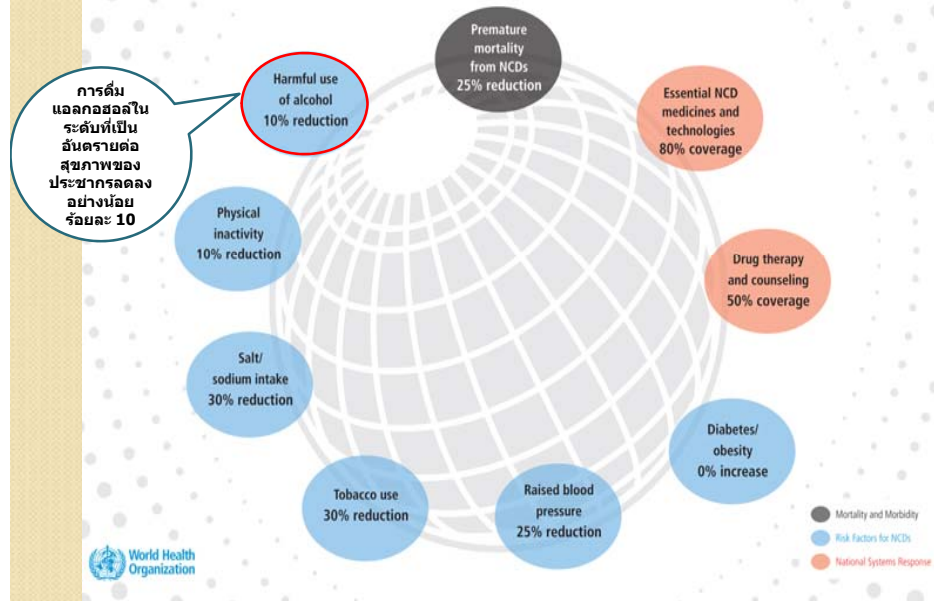 Premature
mortality
from NCDs
25% reduction
Harmful use
of alcohol
10% reduction
การดื่ม
แอลกอฮอล์ใน
ระดับที่เป็น
อันตรายต่อ
สุขภาพของ
ประชากรลดลง
อย่างน้อย
ร้อยละ 10
Essential NCD
medicines and
technologies
80% coverage
Physical
inactivity
10% reduction
Drug therapy
and counseling
50% coverage
Salt/
sodium intake
30% reduction
Diabetes/
obesity
0% increase
Tobacco use
30% reduction
Raised blood
pressure
25% reduction
Mortality and Morbidity
Risk Factors for NCDs
National Systems Response
World Health
Organization